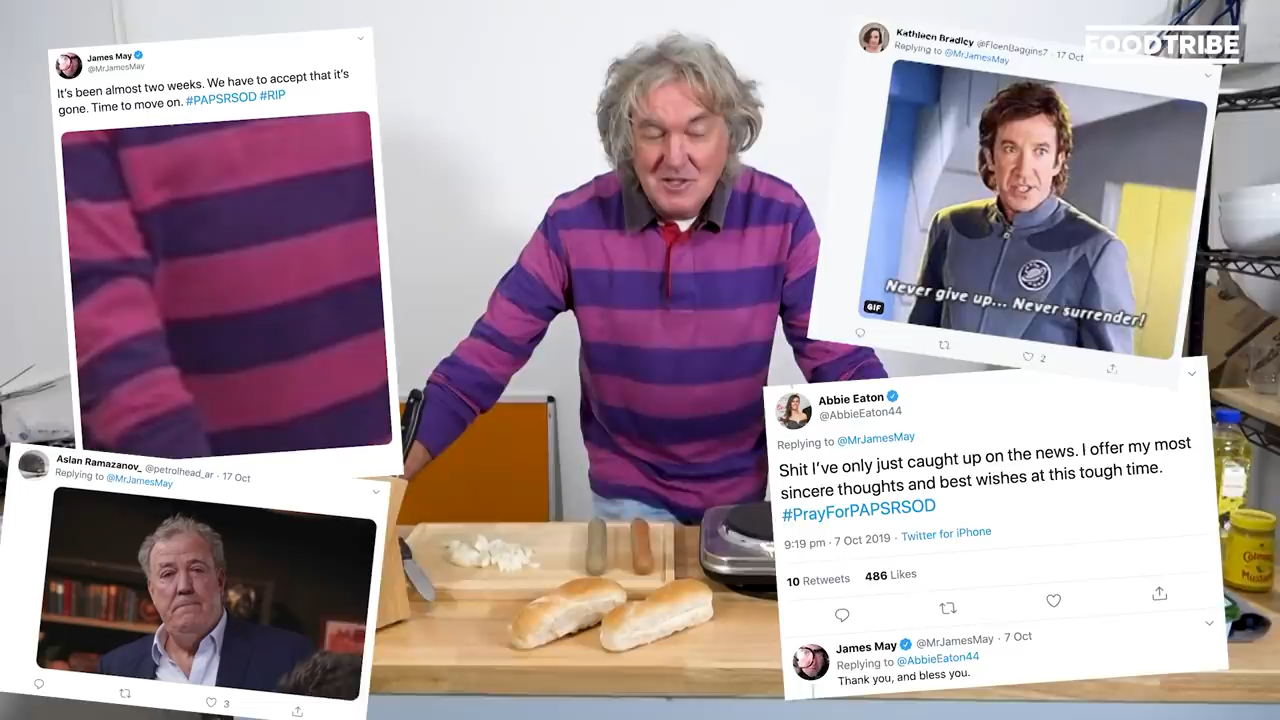 James May
@MrJamesMay
It's been almost two weeks. We have to accept that it's
gone. Time to move on. #PAPSRSOD #RIP
Kathleen Bradley @FloenBaggins7 · 17 Oct
Replying to @MrJamesMay
FOODTRIBE
Never give up... Never surrender!
GIF
2
Aslan Ramazanov_ @petrolhead_ar · 17 Oct
Replying to @MrJamesMay
3
Abbie Eaton
@AbbieEaton44
Replying to @MrJamesMay
Shit I've only just caught up on the news. I offer my most
sincere thoughts and best wishes at this tough time.
#PrayForPAPSRSOD
9:19 pm · 7 Oct 2019 · Twitter for iPhone
10 Retweets 486 Likes
James May @MrJamesMay · 7 Oct
Replying to @AbbieEaton44
Thank you, and bless you.
Colman's
Mustard